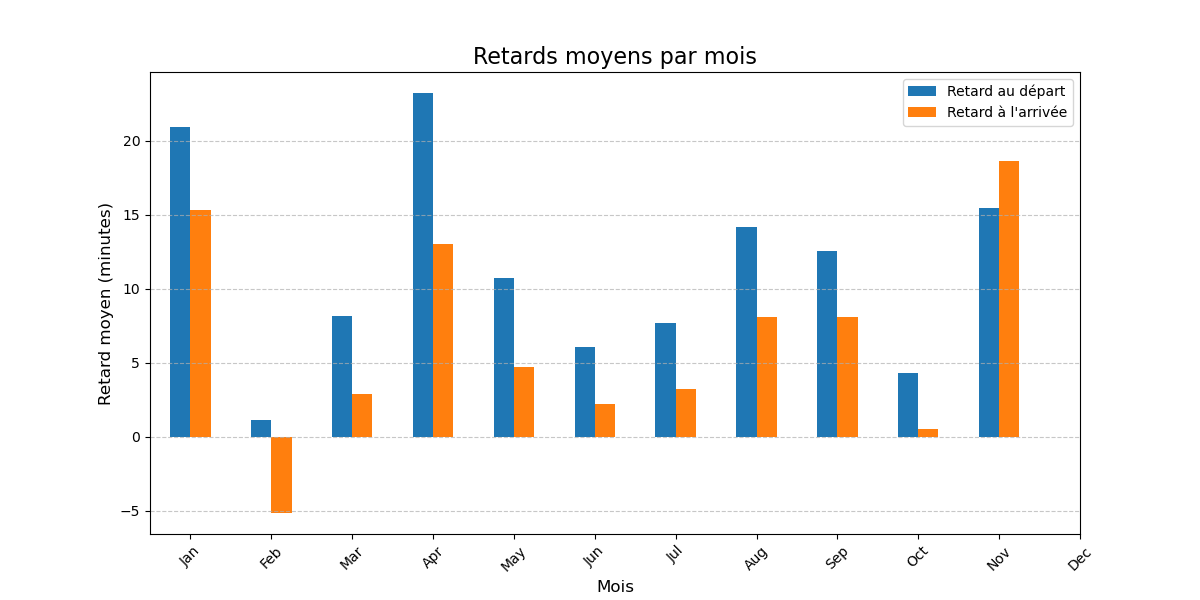 Retards moyens par mois
Retard au départ
Retard à l'arrivée
Retard moyen (minutes)
20
15
10
5
0
−5
Jan
Feb
Mar
Apr
May
Jun
Jul
Aug
Sep
Oct
Nov
Dec
Mois